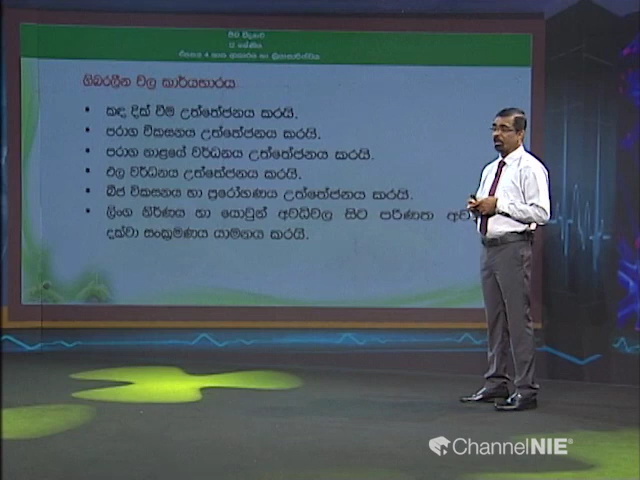 ජීව විද්‍යාව
12 ශ්‍රේණිය
ගිබරලීන වල කාර්යභාරය
• කඳ දික් වීම උත්තේජනය කරයි.
• පරාග විකසනය උත්තේජනය කරයි.
• පරාග නාළයේ වර්ධනය උත්තේජනය කරයි.
• ඵල වර්ධනය උත්තේජනය කරයි.
• බීජ විකසනය හා ප්‍රරෝහණය උත්තේජනය කරයි.
• ලිංග නිර්ණය හා යොවුන් අවධිවල සිට පරිණත
දක්වා සංක්‍රමණය යාමනය කරයි.
ChannelNIE